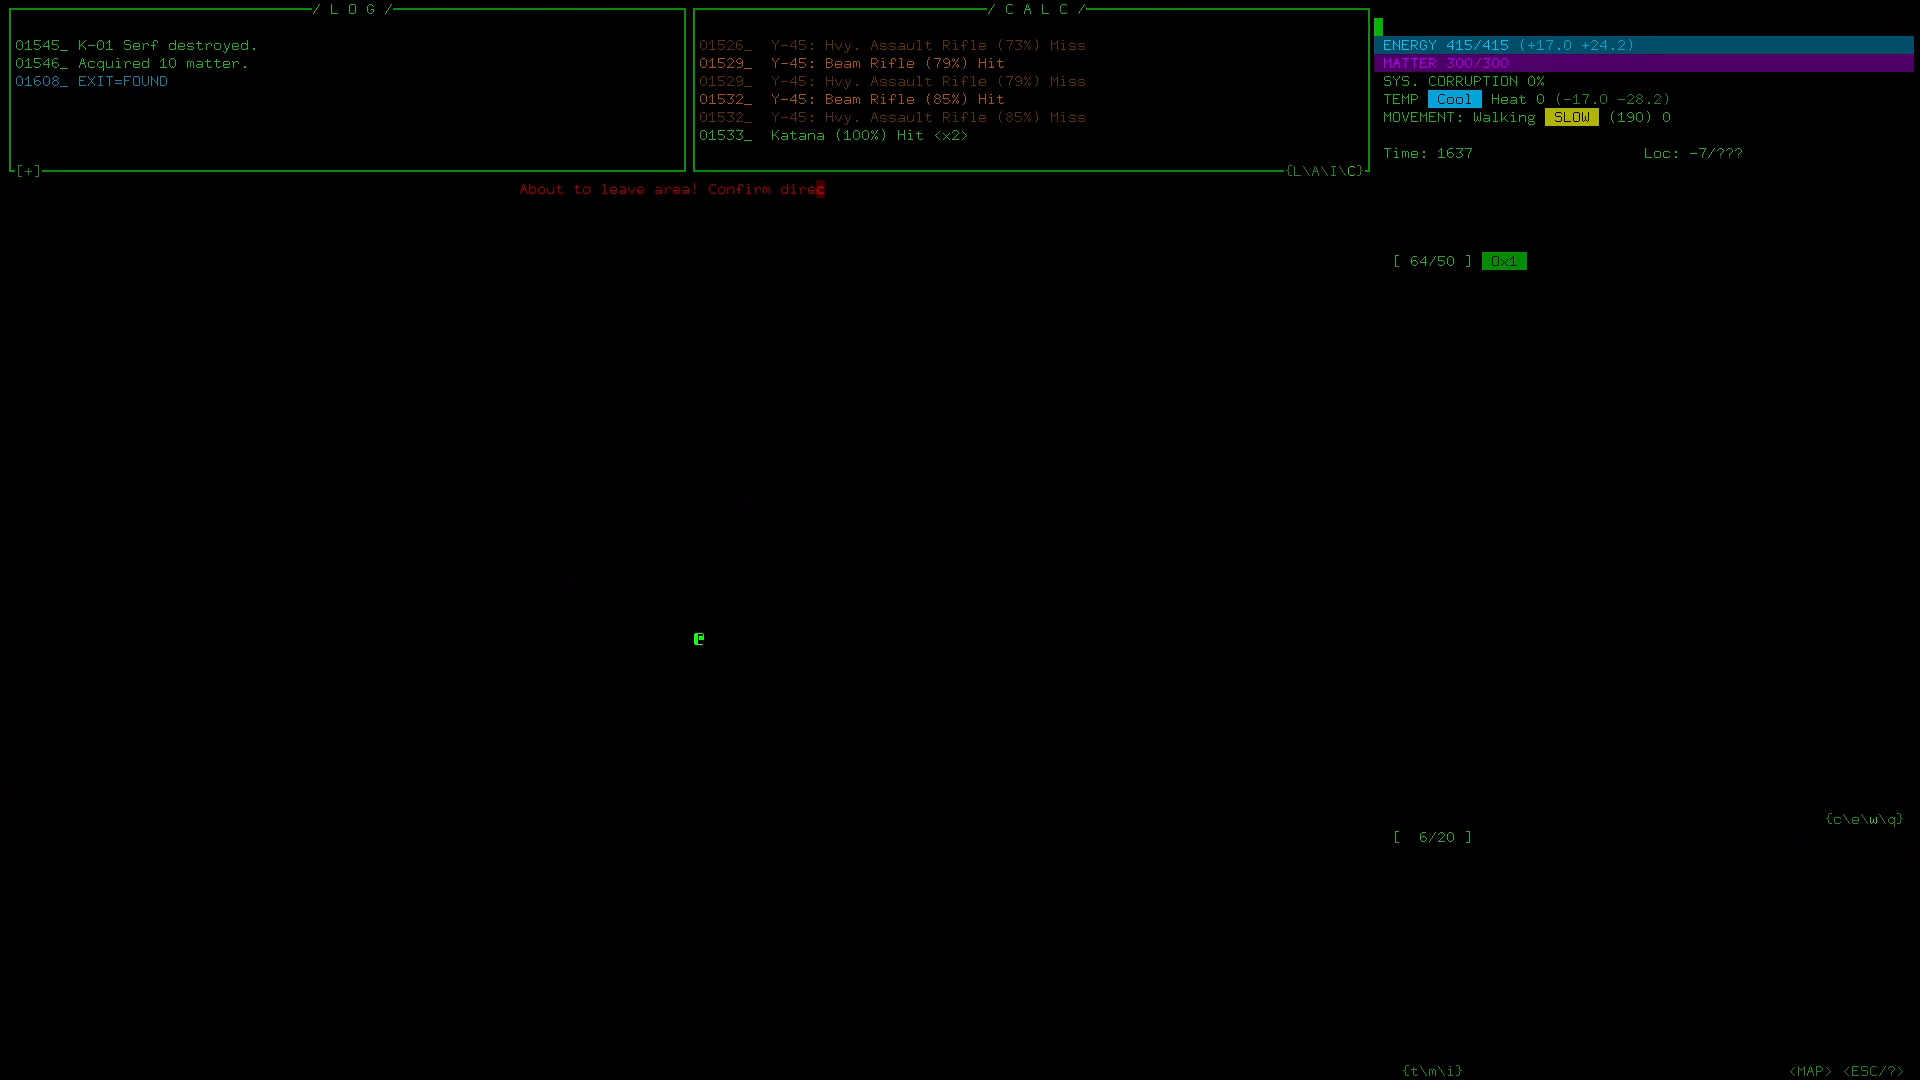 / L O G /
01545_ K-01 Serf destroyed.
01546_ Acquired 10 matter.
01608_ EXIT=FOUND
[+]
/ C A L C /
01526_ Y-45: Hvy. Assault Rifle (73%) Miss
01529_ Y-45: Beam Rifle (79%) Hit
01529_ Y-45: Hvy. Assault Rifle (79%) Miss
01532_ Y-45: Beam Rifle (85%) Hit
01532_ Y-45: Hvy. Assault Rifle (85%) Miss
01533_ Katana (100%) Hit <x2>
{L\A\I\C}
ENERGY 415/415 (+17.0 +24.2)
MATTER 300/300
SYS. CORRUPTION 0%
TEMP Cool Heat 0 (-17.0 -28.2)
MOVEMENT: Walking SLOW (190) 0
Time: 1637 Loc: -7/???
About to leave area! Confirm direc
[ 64/50 ] 0x1
{c\e\w\q}
[ 6/20 ]
{t\m\i} <MAP> <ESC/?>